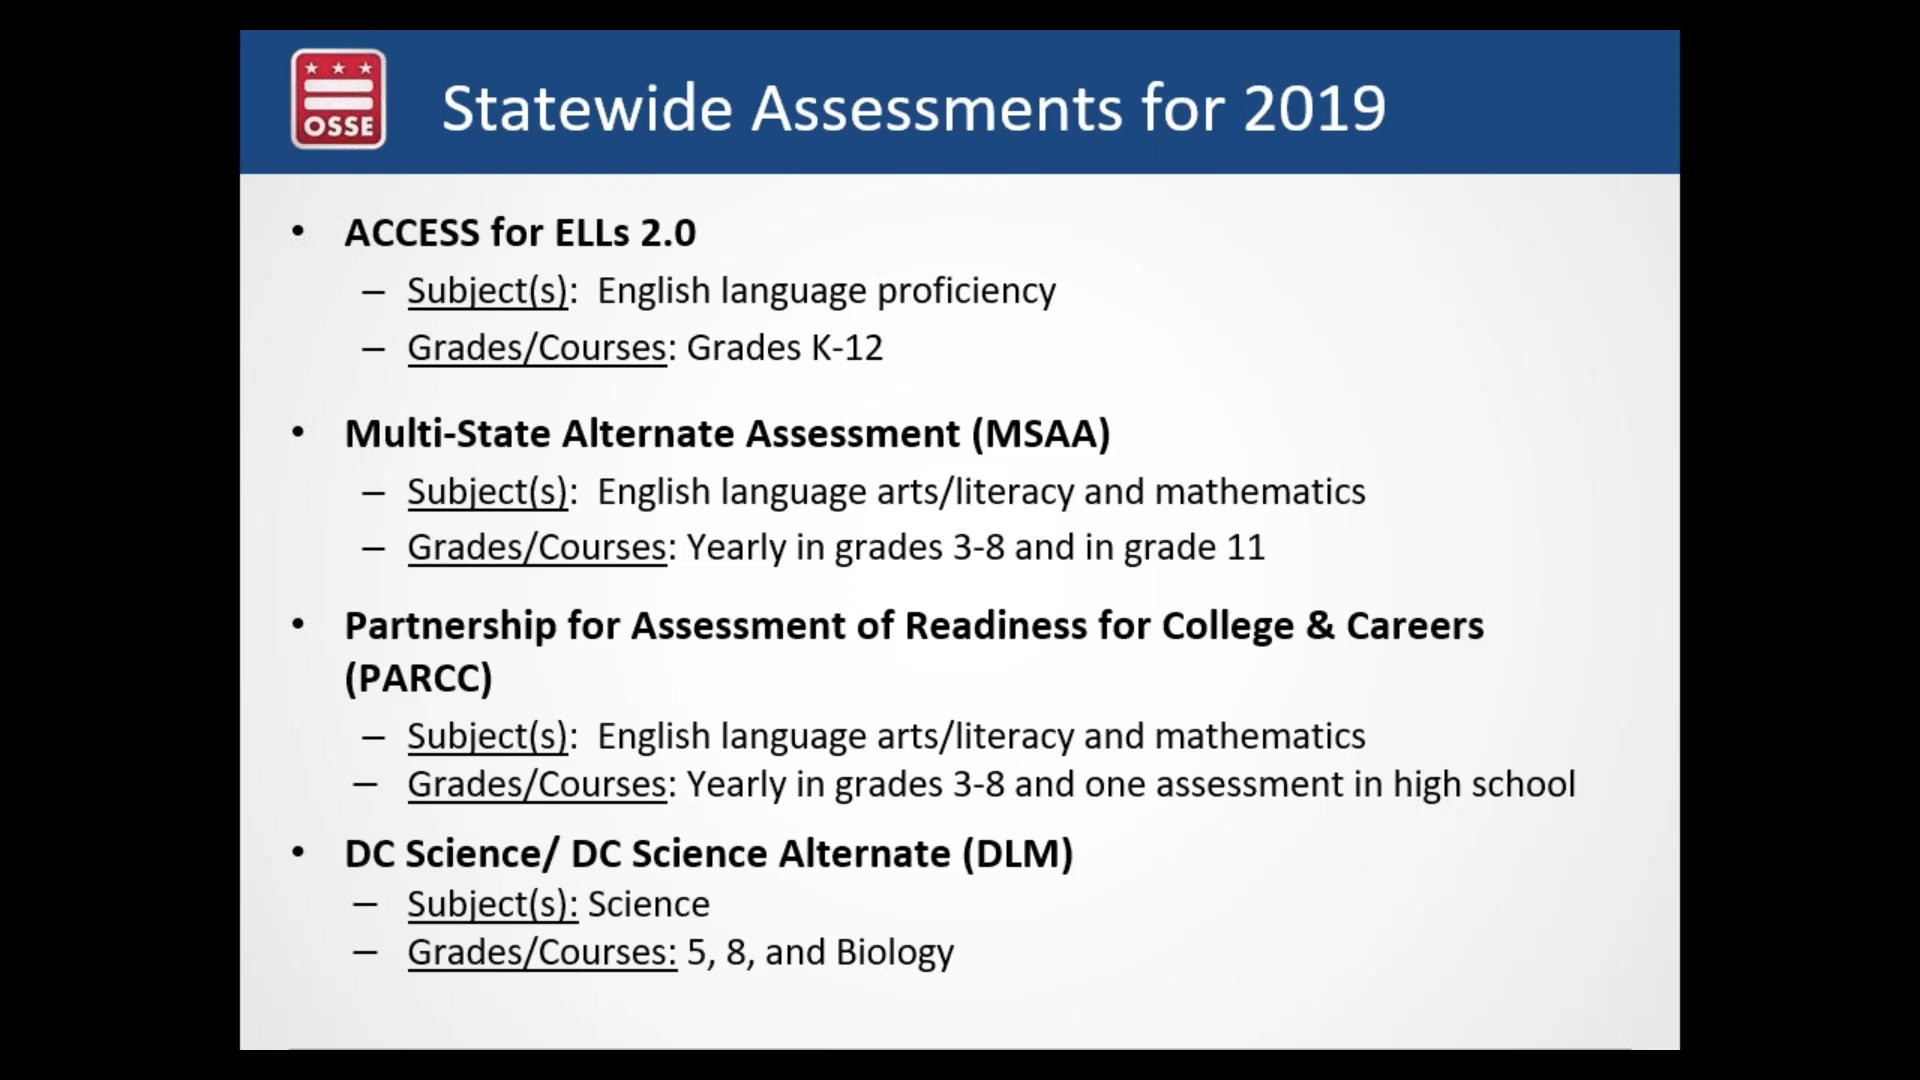 OSSE
Statewide Assessments for 2019
• ACCESS for ELLs 2.0
– Subject(s):  English language proficiency
– Grades/Courses: Grades K-12
• Multi-State Alternate Assessment (MSAA)
– Subject(s):  English language arts/literacy and mathematics
– Grades/Courses: Yearly in grades 3-8 and in grade 11
• Partnership for Assessment of Readiness for College & Careers
(PARCC)
– Subject(s):  English language arts/literacy and mathematics
– Grades/Courses: Yearly in grades 3-8 and one assessment in high school
• DC Science/ DC Science Alternate (DLM)
– Subject(s): Science
– Grades/Courses: 5, 8, and Biology